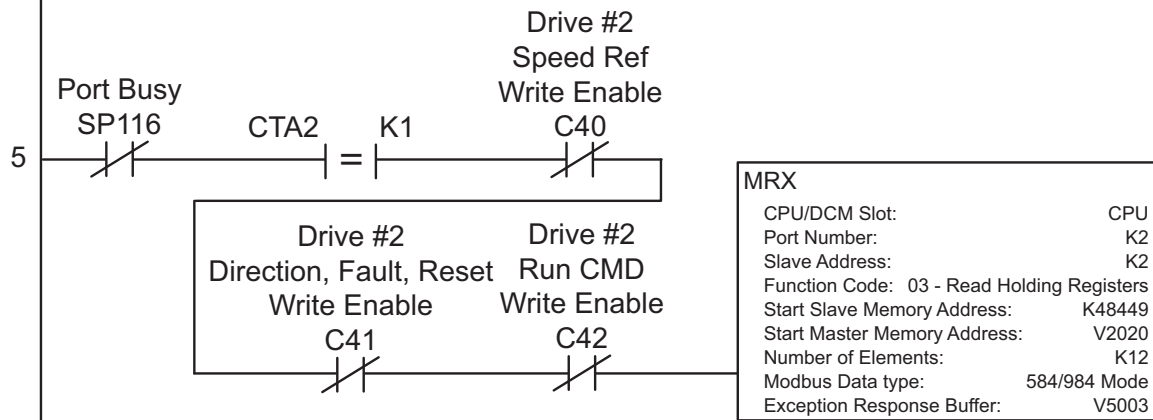 Drive #2
Speed Ref
Write Enable
Port Busy
SP116
CTA2
K1
C40
5
=
Drive #2
Direction, Fault, Reset
Write Enable
C41
Drive #2
Run CMD
Write Enable
C42
MRX
CPU/DCM Slot: CPU
Port Number: K2
Slave Address: K2
Function Code: 03 - Read Holding Registers
Start Slave Memory Address: K48449
Start Master Memory Address: V2020
Number of Elements: K12
Modbus Data type: 584/984 Mode
Exception Response Buffer: V5003